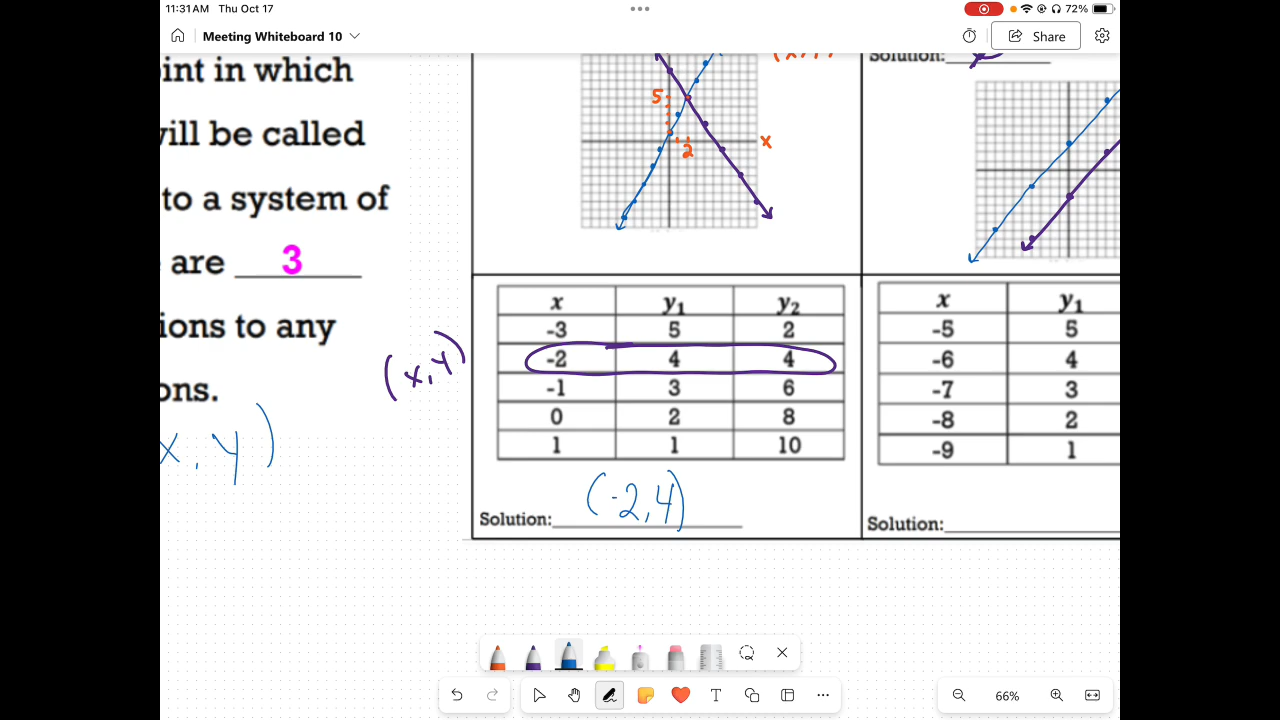 11:31AM Thu Oct 17
72%
Meeting Whiteboard 10
Share
int in which
will be called
to a system of
are 3
ions to any
ons.
x, y)
5
1 2
x
Solution:
(x,y)
x y₁ y₂
-3 5 2
-2 4 4
-1 3 6
0 2 8
1 1 10
(-2,4)
Solution:
x y₁
-5 5
-6 4
-7 3
-8 2
-9 1
Solution:
66%